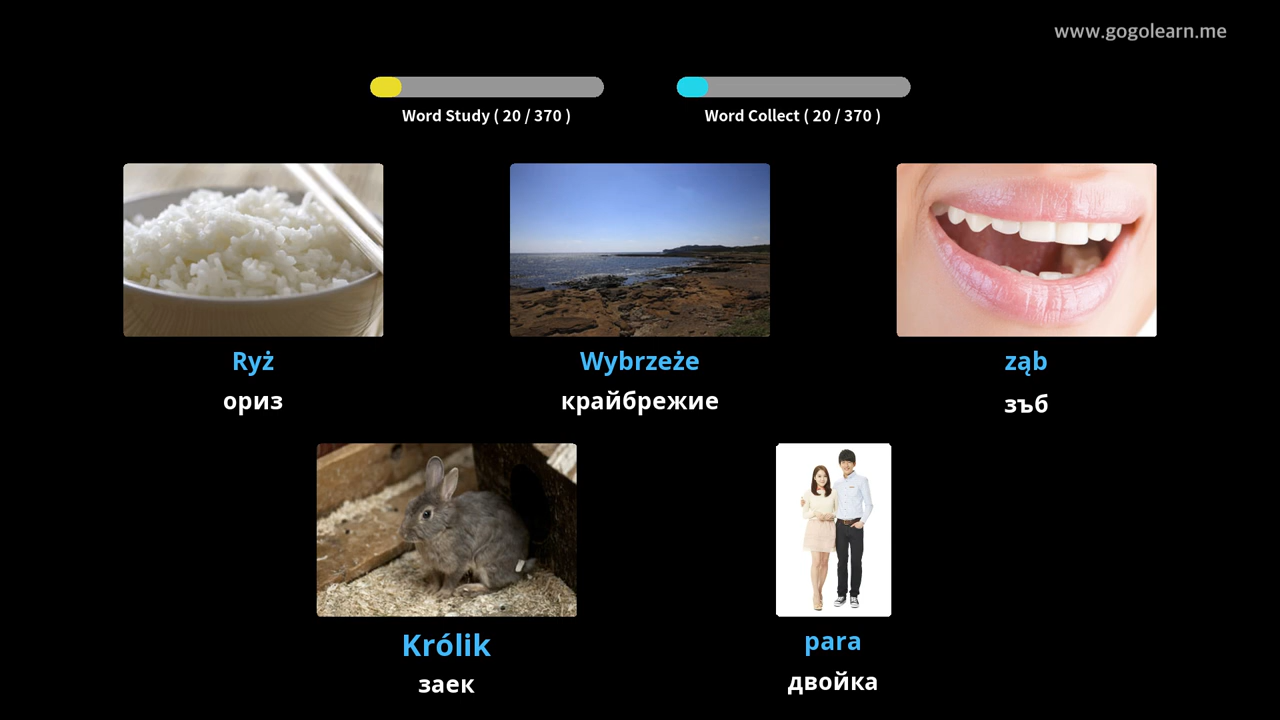 www.gogolearn.me
Word Study ( 20 / 370 )
Word Collect ( 20 / 370 )
Ryż
ориз
Wybrzeże
крайбрежие
ząb
зъб
Królik
заек
para
двойка